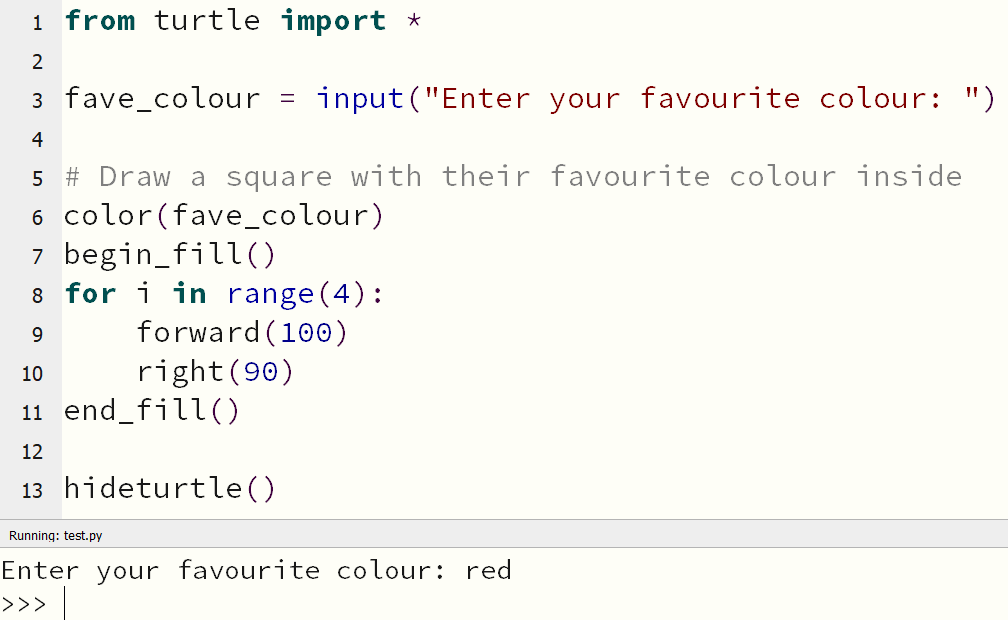 1 from turtle import *
2
3 fave_colour = input("Enter your favourite colour: ")
4
5 # Draw a square with their favourite colour inside
6 color(fave_colour)
7 begin_fill()
8 for i in range(4):
9     forward(100)
10     right(90)
11 end_fill()
12
13 hideturtle()
Running: test.py
Enter your favourite colour: red
>>>